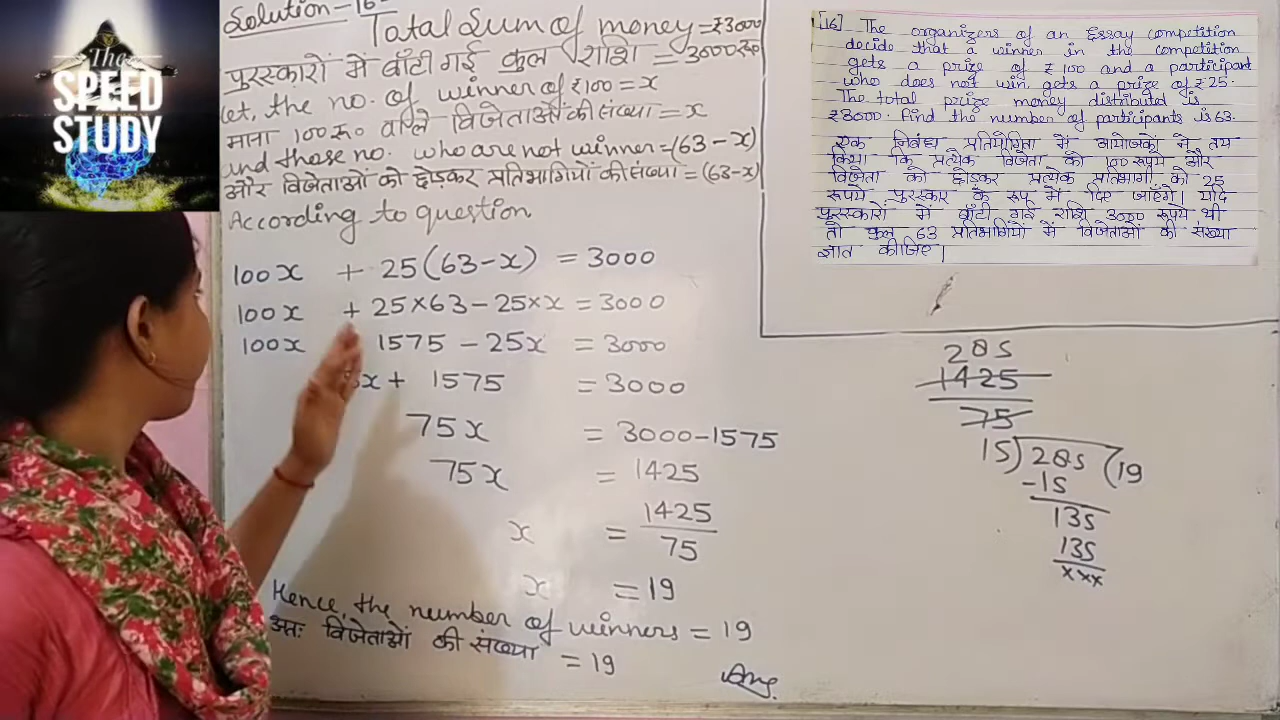 The
SPEED
STUDY
Solution-16
Total Sum of money = ₹3000
पुरस्कारों में बाँटी गई कुल राशि = 3000 रू०
Let, the no. of winner of ₹100 = x
माना 100 रू० वाले विजेताओं की संख्या = x
and those no. who are not winner = (63 - x)
और विजेताओं को छोड़कर प्रतिभागियों की संख्या = (63-x)
According to question
100x + 25(63-x) = 3000
100x + 25×63 - 25×x = 3000
100x 1575 - 25x = 3000
x + 1575 = 3000
75x = 3000-1575
75x = 1425
x = 1425
75
x = 19
Hence, the number of winners = 19
अतः विजेताओं की संख्या = 19
Ans.
[16] The organizers of an Essay competition
decide that a winner in the competition
gets a prize of ₹100 and a participant
who does not win, gets a prize of ₹25
The total prize money distributed is
₹3000. find the number of participants is 63.
एक निबंध प्रतियोगिता में आयोजकों ने तय
किया कि प्रत्येक विजेता को 100 रूपये और
विजेता को छोड़कर प्रत्येक प्रतिभागी को 25
रूपये पुरस्कार के रूप में दिए जाएंगे यदि
पुरस्कारों में बाँटी गई राशि 3000 रूपये थी
तो कुल 63 प्रतिभागियों में विजेताओं की संख्या
ज्ञात कीजिए।
285
1425
75
15) 285 (19
-15
135
135
×××